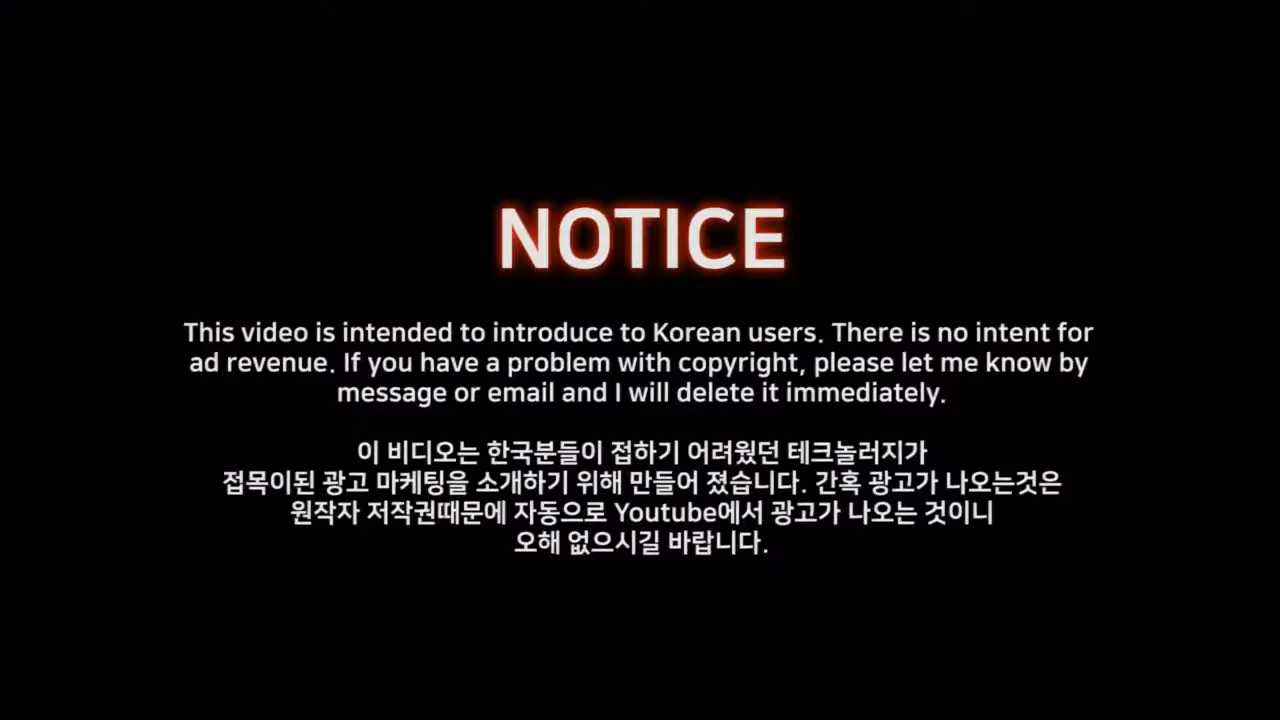 NOTICE
This video is intended to introduce to Korean users. There is no intent for
ad revenue. If you have a problem with copyright, please let me know by
message or email and I will delete it immediately.
이 비디오는 한국분들이 접하기 어려웠던 테크놀러지가
접목이된 광고 마케팅을 소개하기 위해 만들어 졌습니다. 간혹 광고가 나오는것은
원작자 저작권때문에 자동으로 Youtube에서 광고가 나오는 것이니
오해 없으시길 바랍니다.